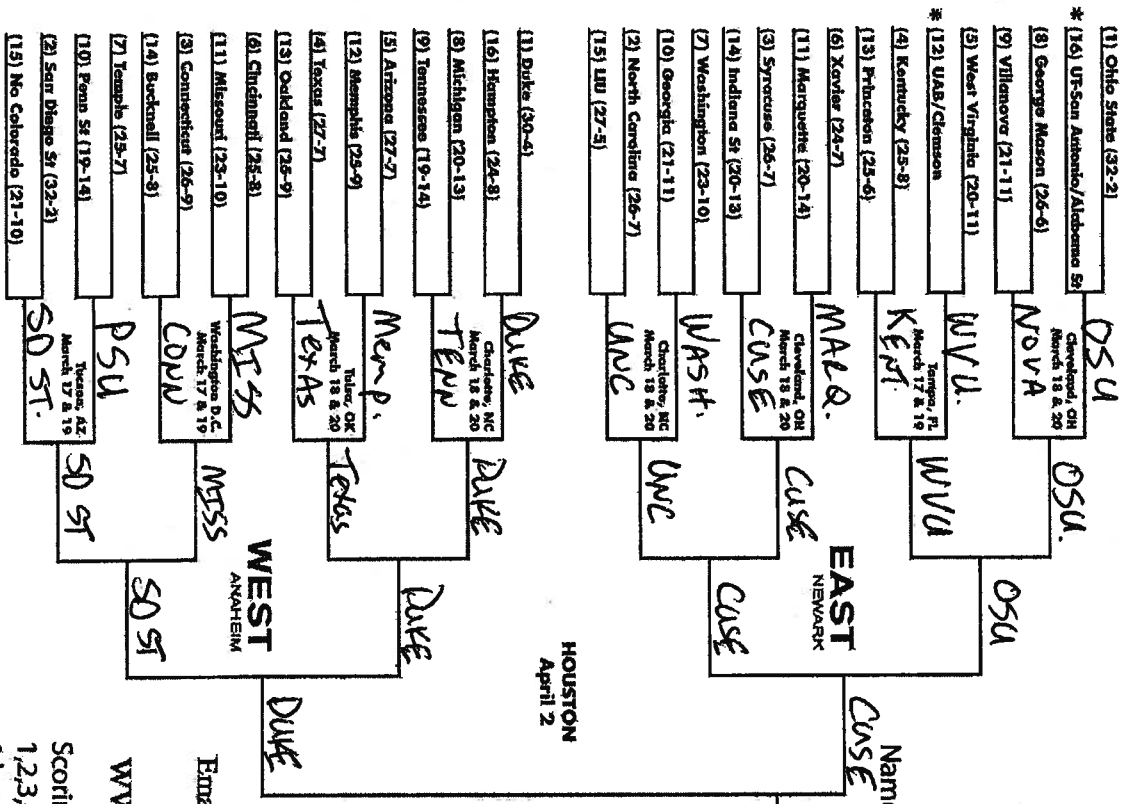 (1) Ohio State (32-2)
* (16) UT-San Antonio/Alabama St
(8) George Mason (26-6)
(9) Villanova (21-11)
(5) West Virginia (20-11)
* (12) UAB/Clemson
(4) Kentucky (25-8)
(13) Princeton (25-6)
(6) Xavier (24-7)
(11) Marquette (20-14)
(3) Syracuse (26-7)
(14) Indiana St (20-13)
(7) Washington (23-10)
(10) Georgia (21-11)
(2) North Carolina (26-7)
(15) LIU (27-5)
OSU
Cleveland, OH
March 18 & 20
NOVA
WVU.
Tampa, FL
March 17 & 19
KENT.
MARQ.
Cleveland, OH
March 18 & 20
CUSE
WASH.
Charlotte, NC
March 18 & 20
UNC
OSU.
WVU
CUSE
UNC
EAST
NEWARK
OSU
CUSE
CUSE
(1) Duke (30-4)
(16) Hampton (24-8)
(8) Michigan (20-13)
(9) Tennessee (19-14)
(5) Arizona (27-7)
(12) Memphis (25-9)
(4) Texas (27-7)
(13) Oakland (25-9)
(6) Cincinnati (25-8)
(11) Missouri (23-10)
(3) Connecticut (26-9)
(14) Bucknell (25-8)
(7) Temple (25-7)
(10) Penn St (19-14)
(2) San Diego St (32-2)
(15) No Colorado (21-10)
DUKE
Charlotte, NC
March 18 & 20
TENN
Memp.
Tulsa, OK
March 18 & 20
TexAs
MISS
Washington D.C.
March 17 & 19
CONN
PSU
Tucson, AZ
March 17 & 19
SD ST.
DUKE
Texas
MISS
SD ST
WEST
ANAHEIM
DUKE
SD ST
DUKE
HOUSTON
April 2
Name
Ema
WV
Scorin
1,2,3,